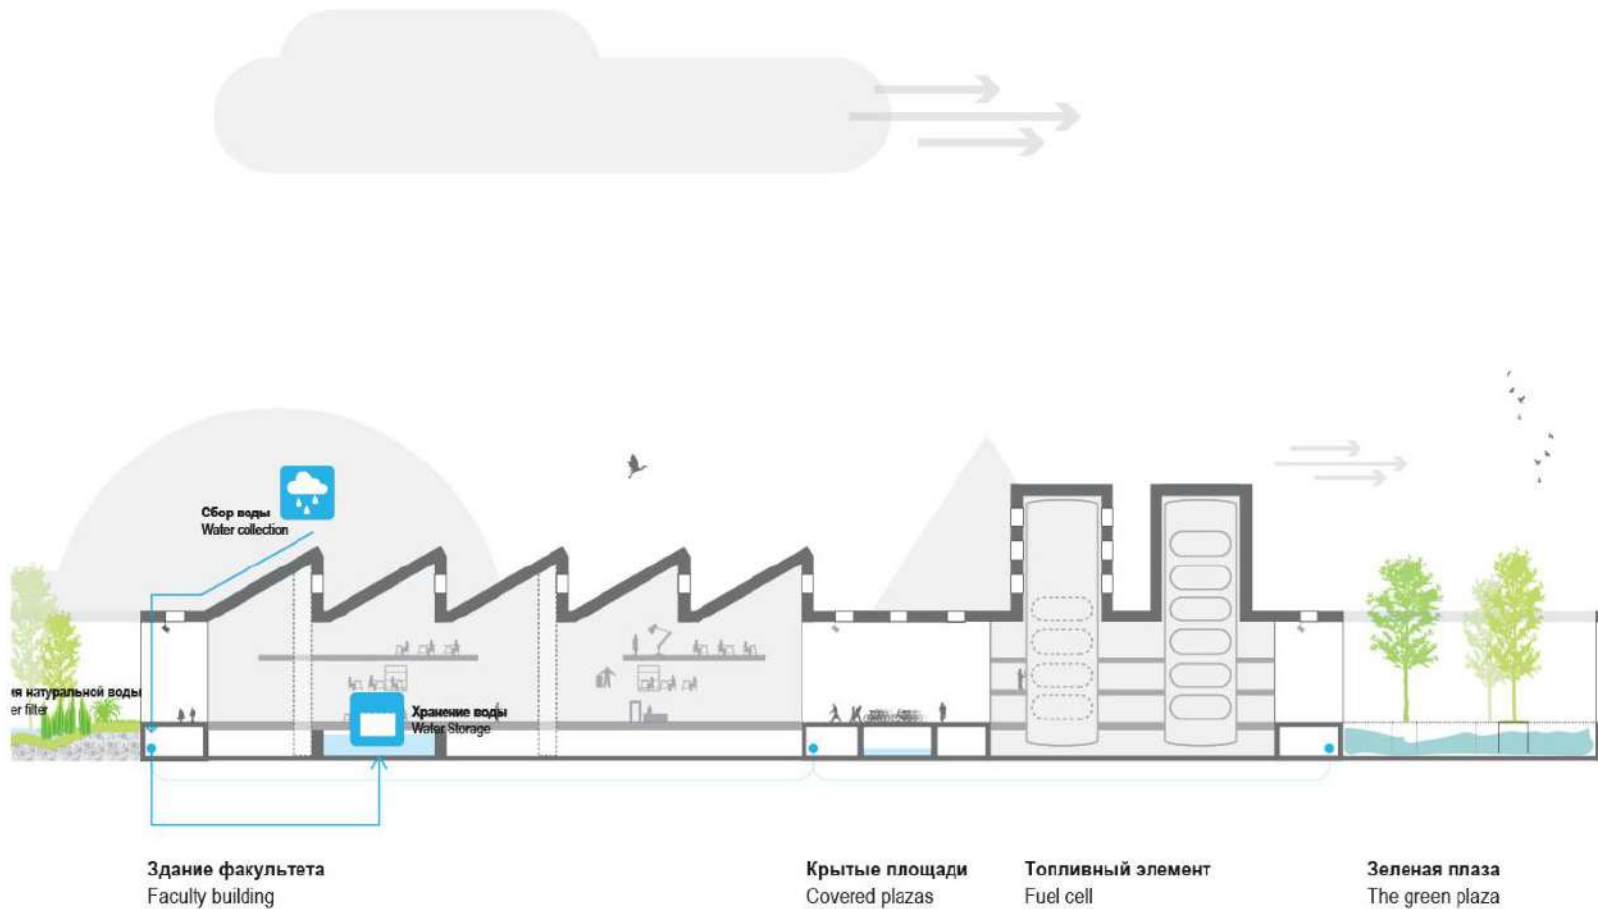 Сбор воды
Water collection
ия натуральной воды
er filter
Хранение воды
Water Storage
Здание факультета
Faculty building
Крытые площади
Covered plazas
Топливный элемент
Fuel cell
Зеленая плаза
The green plaza